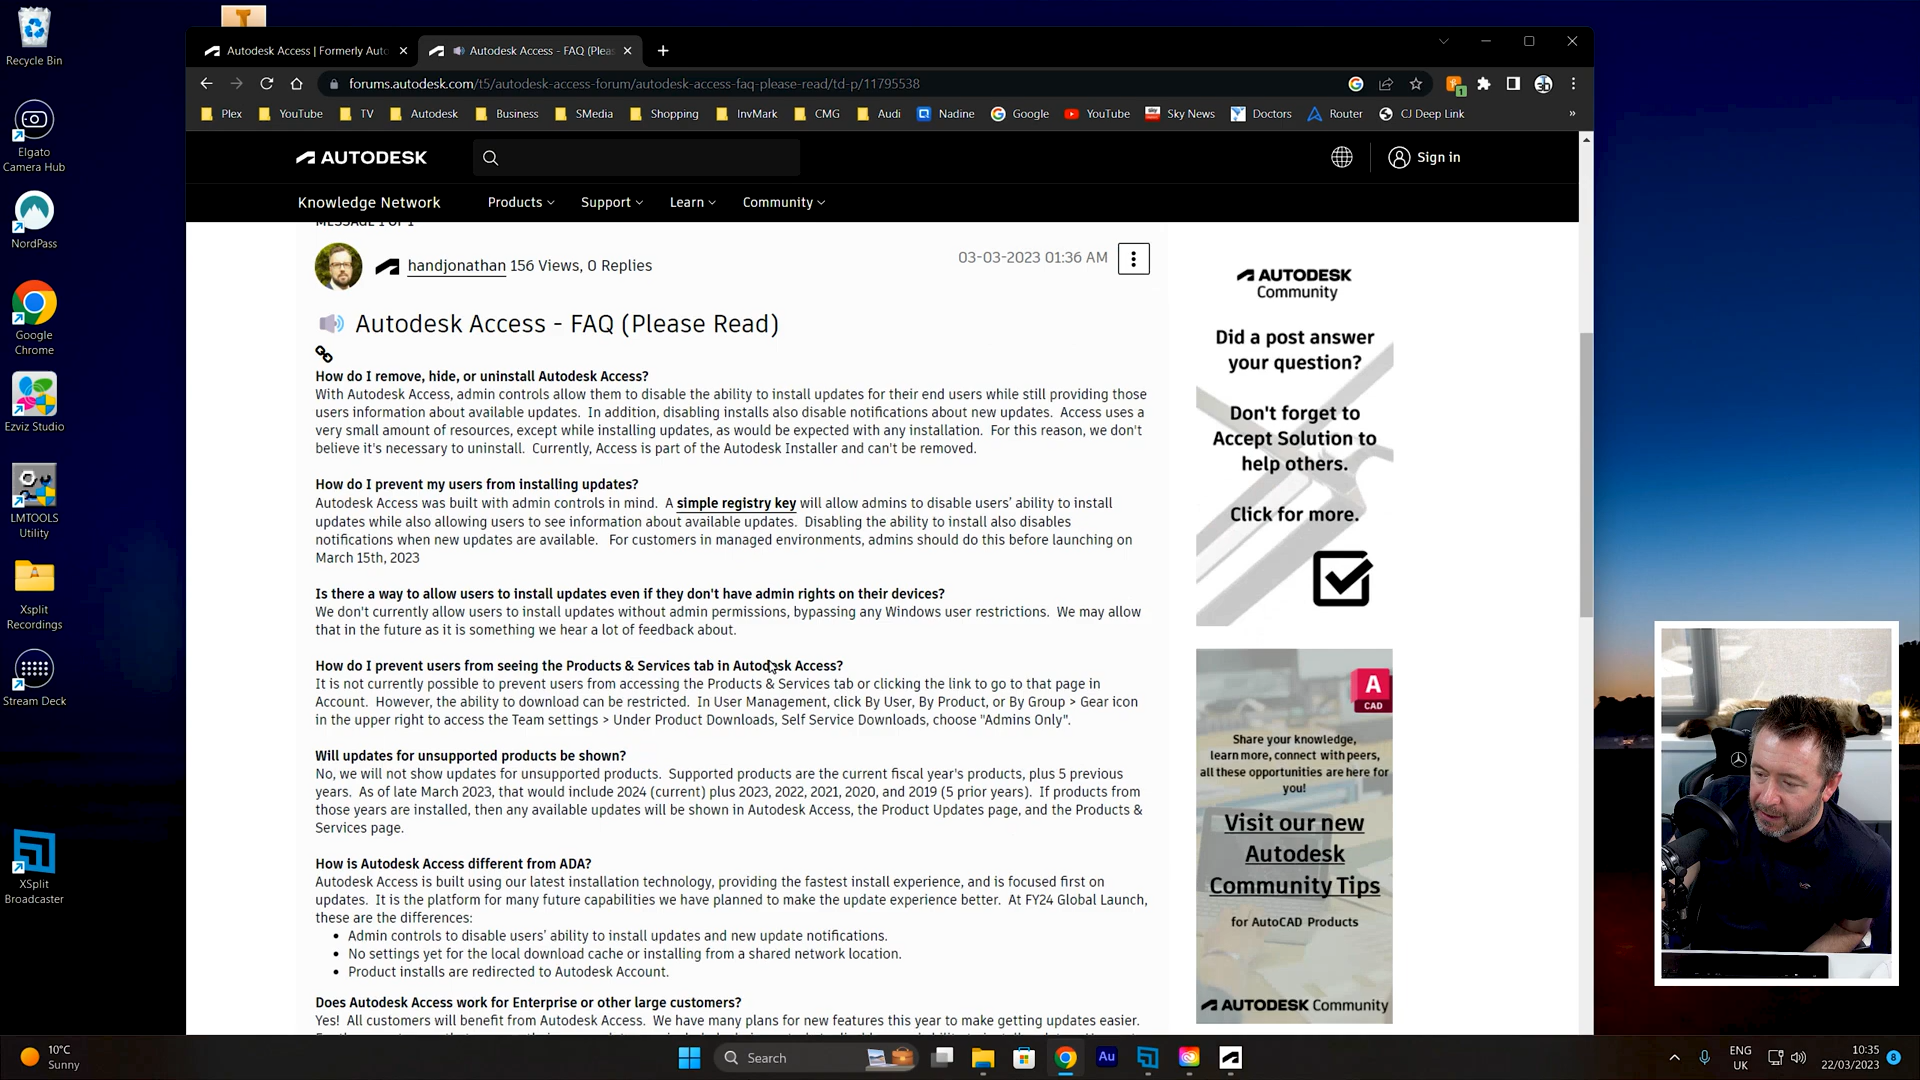 Recycle Bin
Elgato
Camera Hub
NordPass
Google
Chrome
Ezviz Studio
LMTOOLS
Utility
Xsplit
Recordings
Stream Deck
XSplit
Broadcaster
Autodesk Access | Formerly Auto
Autodesk Access - FAQ (Pleas
forums.autodesk.com/t5/autodesk-access-forum/autodesk-access-faq-please-read/td-p/11795538
1
Plex YouTube TV Autodesk Business SMedia Shopping InvMark CMG Audi Nadine Google YouTube Sky News Doctors Router CJ Deep Link »
AUTODESK
Sign in
Knowledge Network Products Support Learn Community
MESSAGE 1 OF 1
handjonathan 156 Views, 0 Replies
03-03-2023 01:36 AM
Autodesk Access - FAQ (Please Read)
How do I remove, hide, or uninstall Autodesk Access?
With Autodesk Access, admin controls allow them to disable the ability to install updates for their end users while still providing those
users information about available updates. In addition, disabling installs also disable notifications about new updates. Access uses a
very small amount of resources, except while installing updates, as would be expected with any installation. For this reason, we don't
believe it's necessary to uninstall. Currently, Access is part of the Autodesk Installer and can't be removed.
How do I prevent my users from installing updates?
Autodesk Access was built with admin controls in mind. A simple registry key will allow admins to disable users' ability to install
updates while also allowing users to see information about available updates. Disabling the ability to install also disables
notifications when new updates are available. For customers in managed environments, admins should do this before launching on
March 15th, 2023
Is there a way to allow users to install updates even if they don't have admin rights on their devices?
We don't currently allow users to install updates without admin permissions, bypassing any Windows user restrictions. We may allow
that in the future as it is something we hear a lot of feedback about.
How do I prevent users from seeing the Products & Services tab in Autodesk Access?
It is not currently possible to prevent users from accessing the Products & Services tab or clicking the link to go to that page in
Account. However, the ability to download can be restricted. In User Management, click By User, By Product, or By Group > Gear icon
in the upper right to access the Team settings > Under Product Downloads, Self Service Downloads, choose "Admins Only".
Will updates for unsupported products be shown?
No, we will not show updates for unsupported products. Supported products are the current fiscal year's products, plus 5 previous
years. As of late March 2023, that would include 2024 (current) plus 2023, 2022, 2021, 2020, and 2019 (5 prior years). If products from
those years are installed, then any available updates will be shown in Autodesk Access, the Product Updates page, and the Products &
Services page.
How is Autodesk Access different from ADA?
Autodesk Access is built using our latest installation technology, providing the fastest install experience, and is focused first on
updates. It is the platform for many future capabilities we have planned to make the update experience better. At FY24 Global Launch,
these are the differences:
• Admin controls to disable users' ability to install updates and new update notifications.
• No settings yet for the local download cache or installing from a shared network location.
• Product installs are redirected to Autodesk Account.
Does Autodesk Access work for Enterprise or other large customers?
Yes! All customers will benefit from Autodesk Access. We have many plans for new features this year to make getting updates easier.
AUTODESK
Community
Did a post answer
your question?
Don't forget to
Accept Solution to
help others.
Click for more.
A
CAD
Share your knowledge,
learn more, connect with peers,
all these opportunities are here for
you!
Visit our new
Autodesk
Community Tips
for AutoCAD Products
AUTODESK Community
10°C
Sunny
Search
Au
ENG
UK
10:35
22/03/2023
8